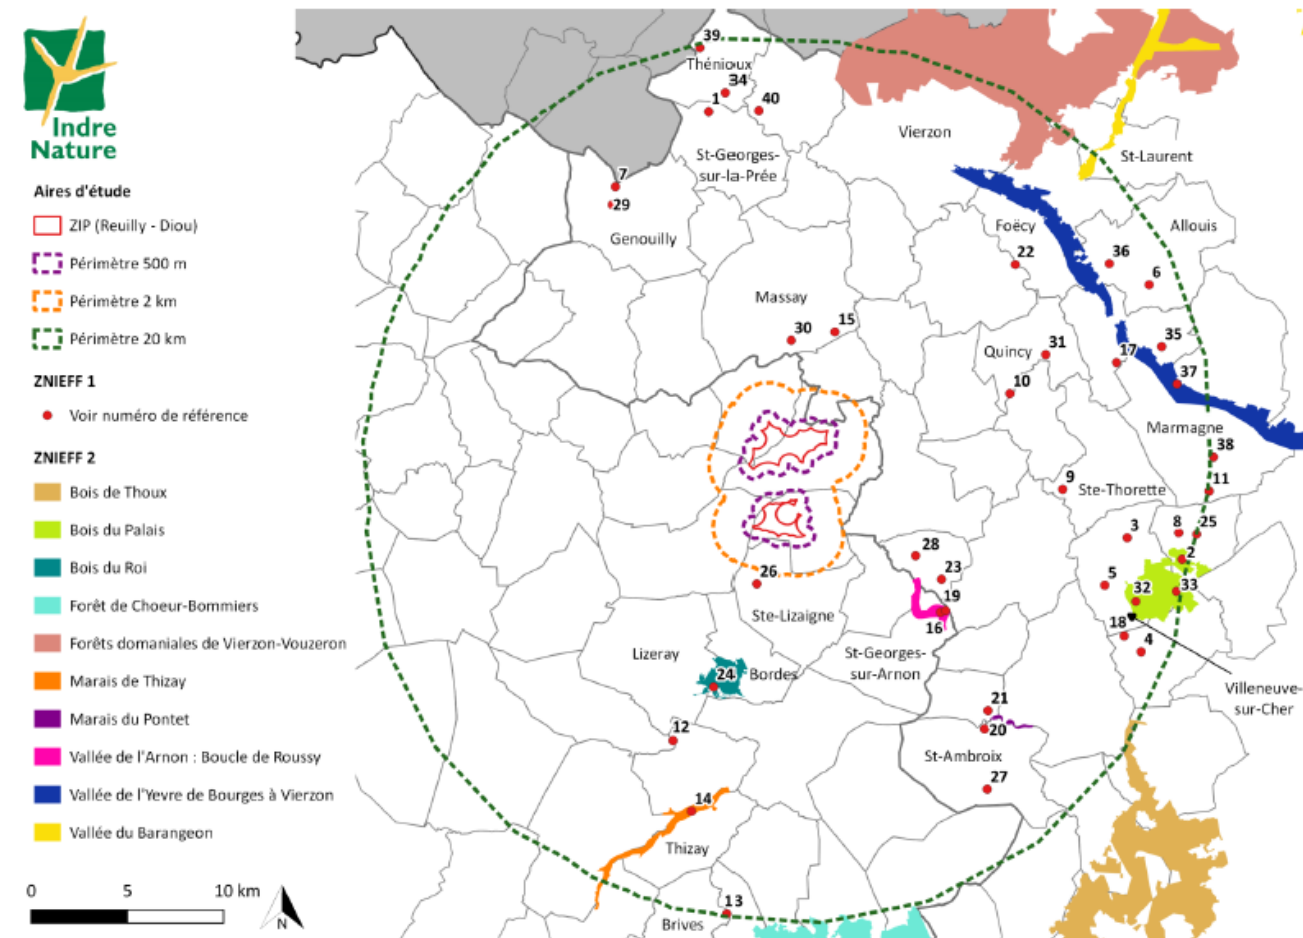 Indre
Nature
Aires d'étude
ZIP (Reuilly - Diou)
Périmètre 500 m
Périmètre 2 km
Périmètre 20 km
ZNIEFF 1
Voir numéro de référence
ZNIEFF 2
Bois de Thoux
Bois du Palais
Bois du Roi
Forêt de Choeur-Bommiers
Forêts domaniales de Vierzon-Vouzeron
Marais de Thizay
Marais du Pontet
Vallée de l'Arnon : Boucle de Roussy
Vallée de l'Yevre de Bourges à Vierzon
Vallée du Barangeon
0 5 10 km
N
39
Thénioux
34
1
40
Vierzon
St-Georges-
sur-la-Prée
St-Laurent
7
29
Genouilly
Foëcy
Allouis
22
36
6
Massay
30
15
Quincy
31
17
35
37
10
Marmagne
38
9
Ste-Thorette
11
3
8
25
2
28
23
26
5
32
33
19
Ste-Lizaigne
16
18
4
Lizeray
St-Georges-
sur-Arnon
24
Bordes
Villeneuve-
sur-Cher
21
20
12
St-Ambroix
27
14
Thizay
13
Brives